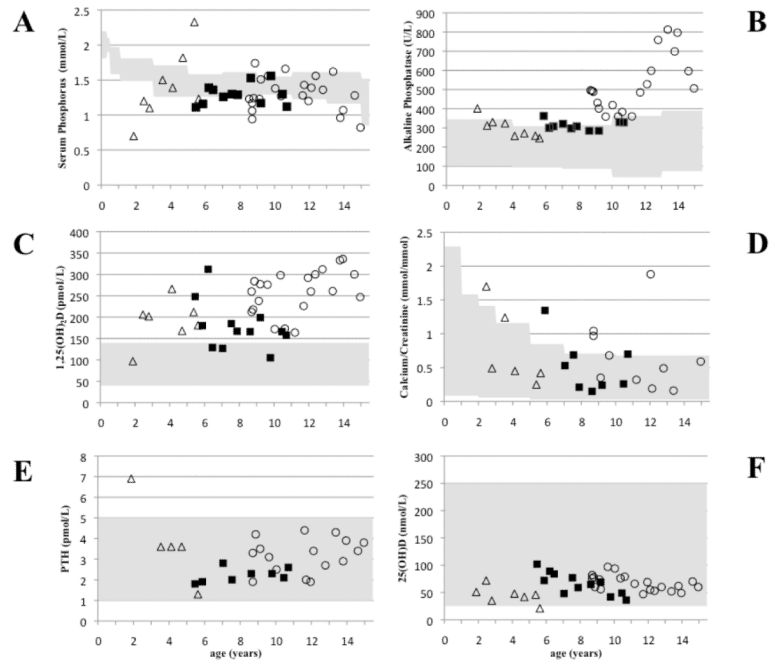 A
B
Serum Phosphorus (mmol/L)
2.5
2
1.5
1
0.5
0
0 2 4 6 8 10 12 14
Alkaline Phosphatase (U/L)
900
800
700
600
500
400
300
200
100
0
0 2 4 6 8 10 12 14
C
D
1,25(OH)2D (pmol/L)
400
350
300
250
200
150
100
50
0
0 2 4 6 8 10 12 14
Calcium/Creatinine (mmol/mmol)
2.5
2
1.5
1
0.5
0
0 2 4 6 8 10 12 14
E
F
PTH (pmol/L)
8
7
6
5
4
3
2
1
0
0 2 4 6 8 10 12 14
age (years)
25(OH)D (nmol/L)
300
250
200
150
100
50
0
0 2 4 6 8 10 12 14
age (years)